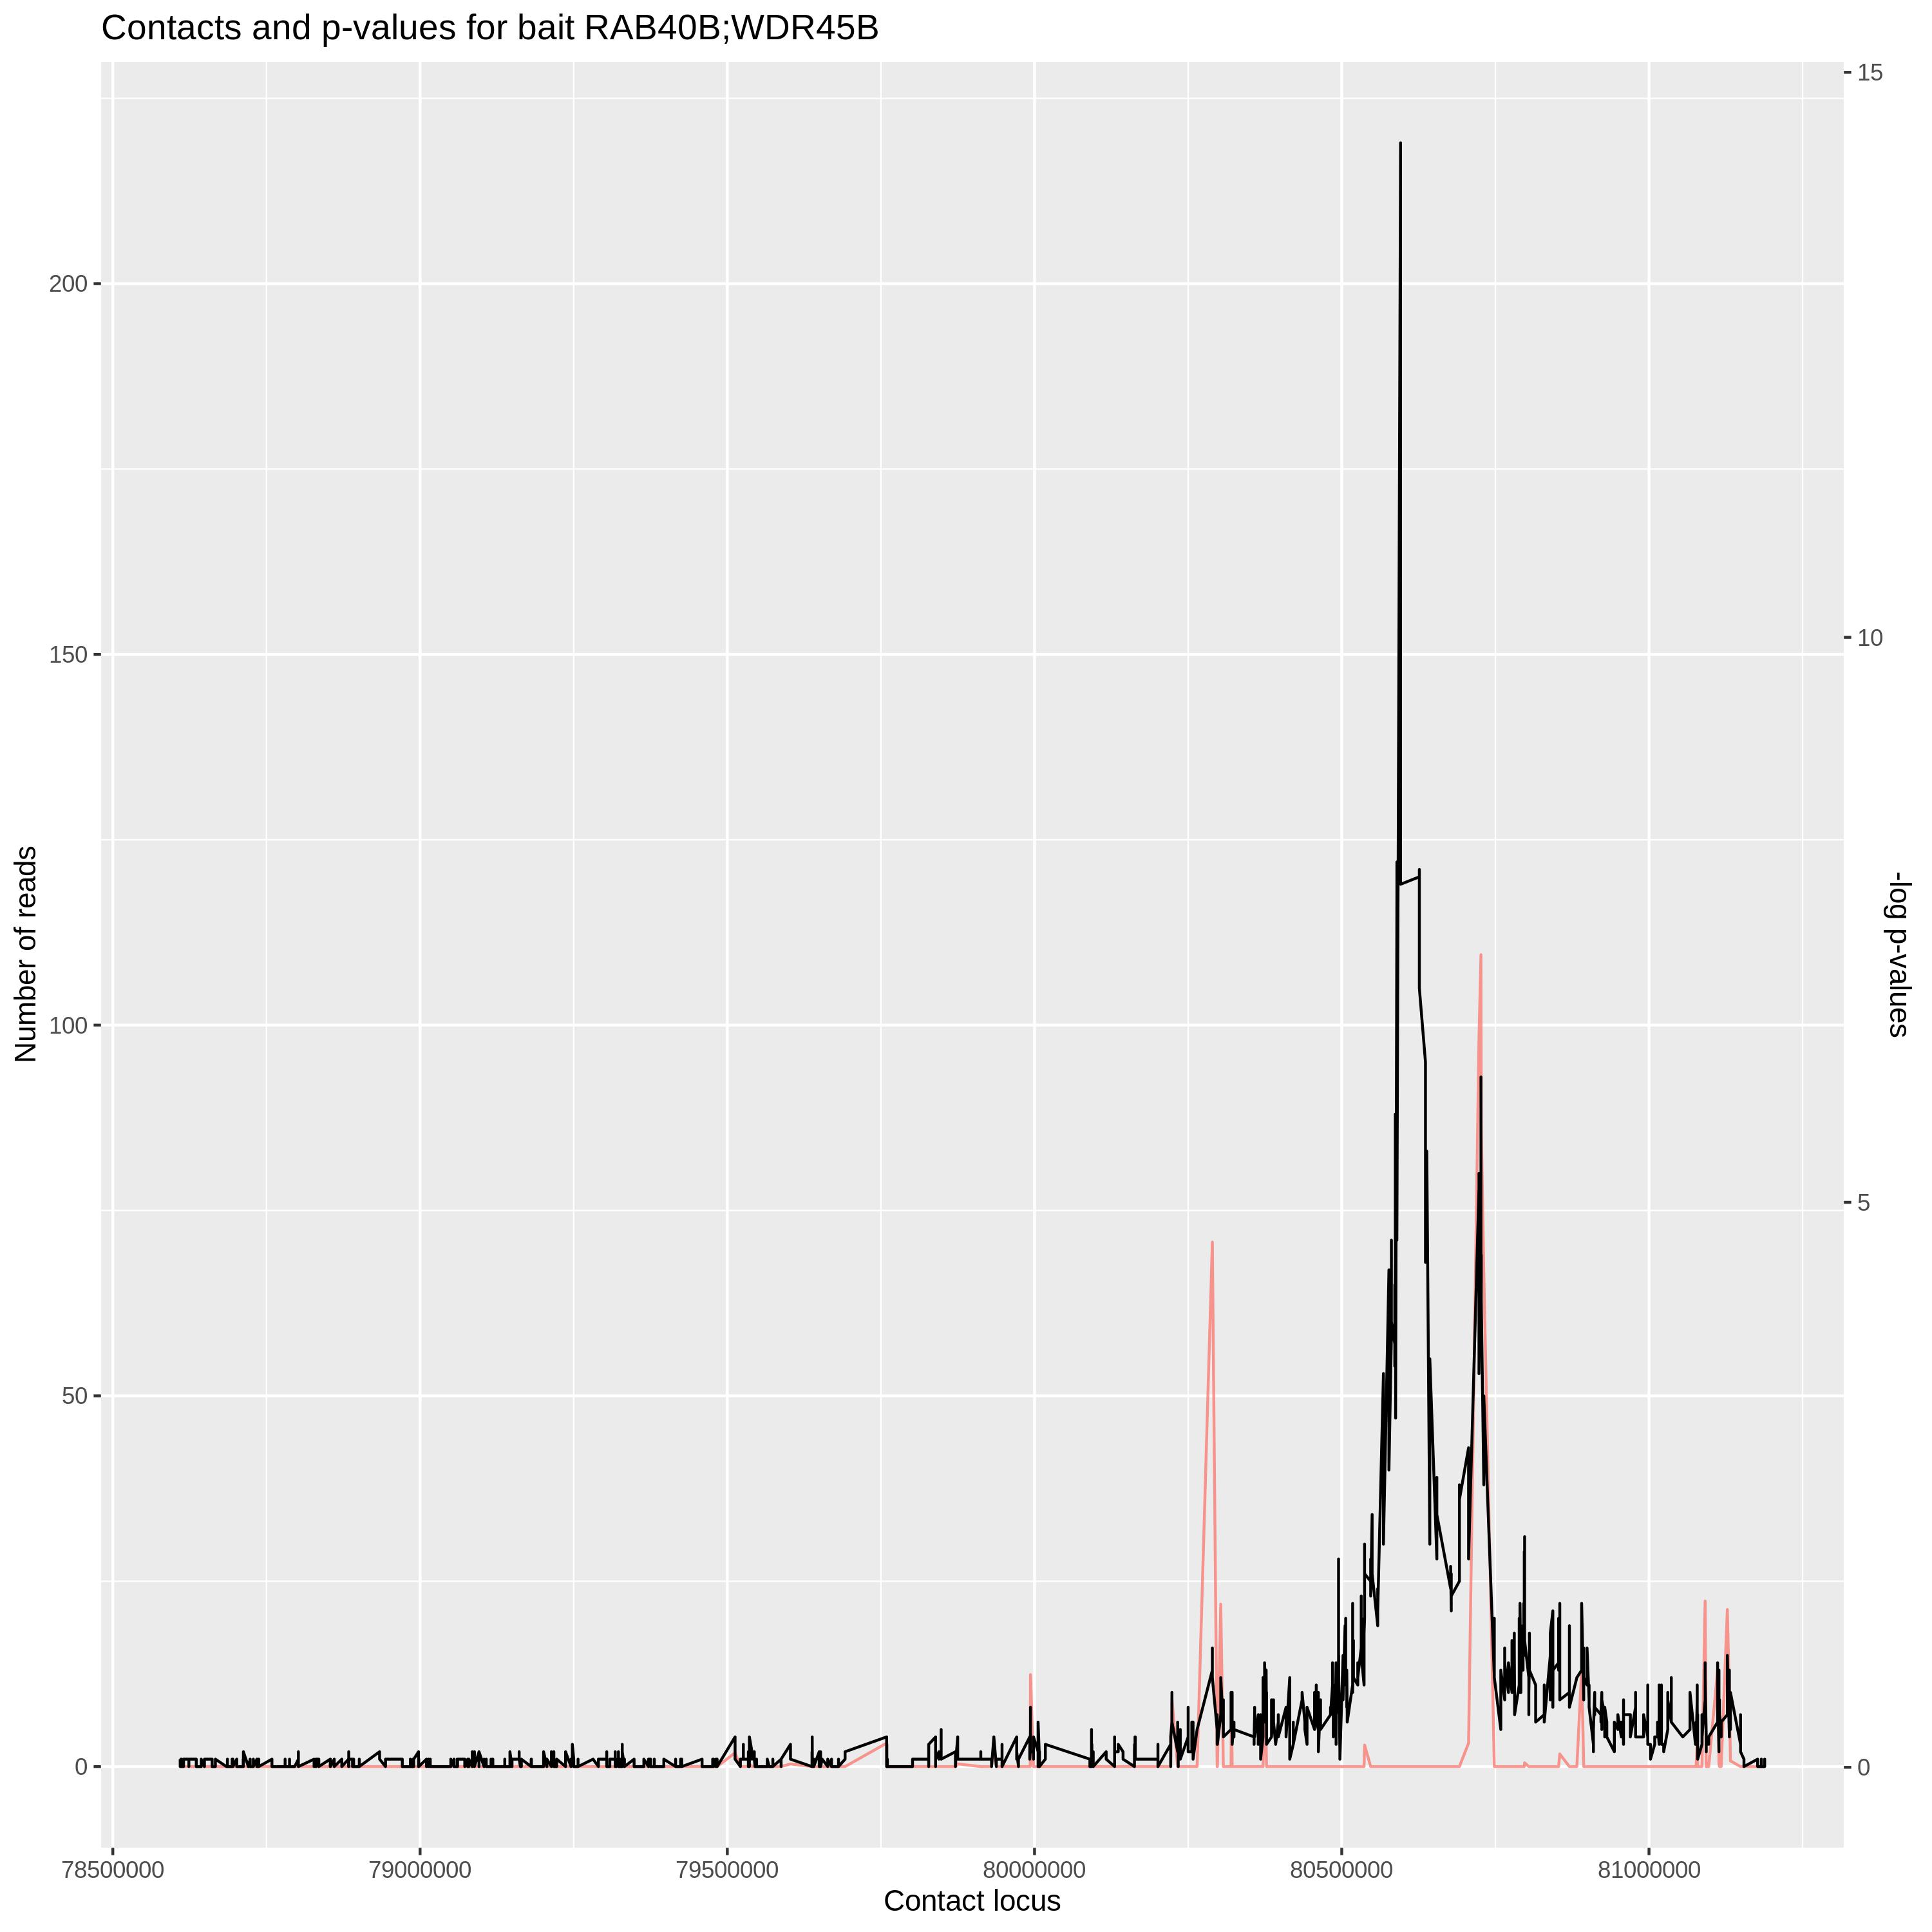 Contacts and p-values for bait RAB40B;WDR45B
15
200
150
10
Number of reads
-log p-values
100
5
50
0
0
78500000 79000000 79500000 80000000 80500000 81000000
Contact locus